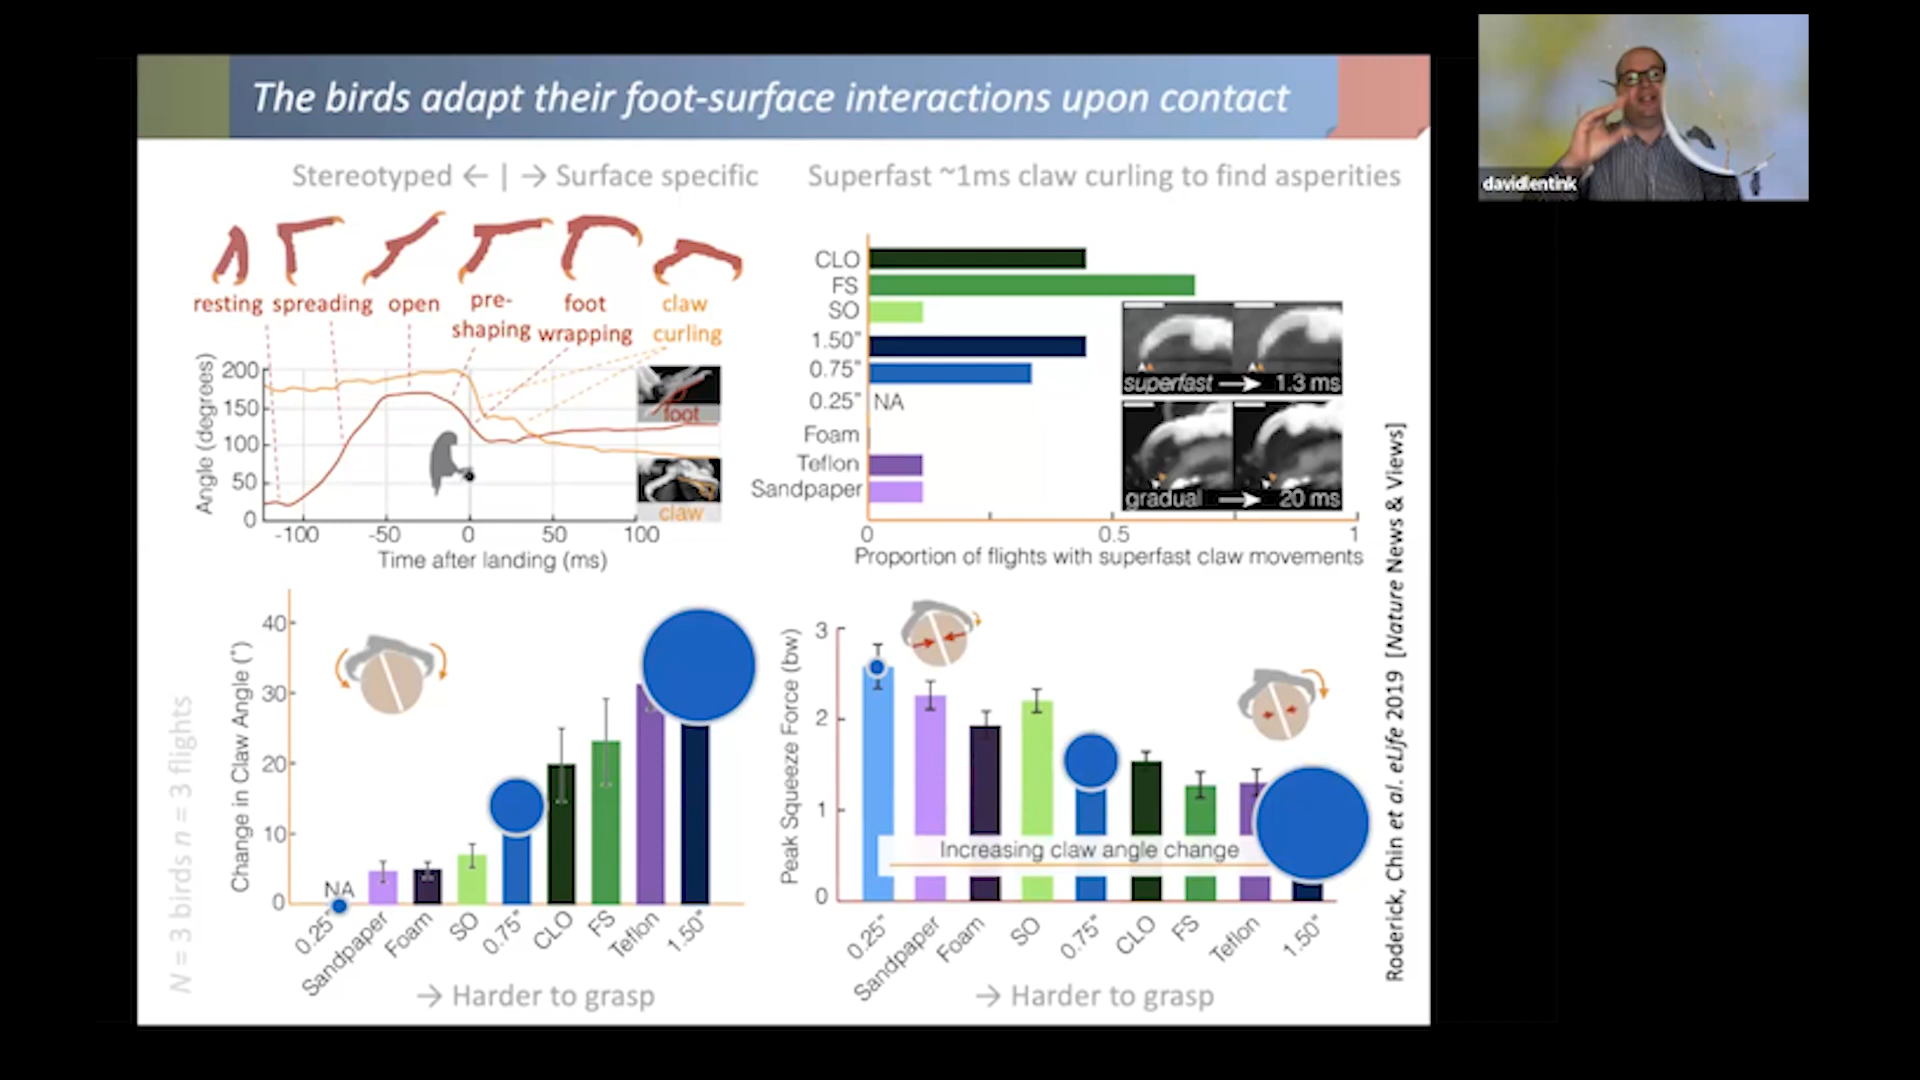 The birds adapt their foot-surface interactions upon contact
davidlentink
Stereotyped ← | → Surface specific
Superfast ~1ms claw curling to find asperities
resting
spreading
open
pre-
shaping
foot
wrapping
claw
curling
Angle (degrees)
200
150
100
50
0
foot
claw
-100
-50
0
50
100
Time after landing (ms)
CLO
FS
SO
1.50"
0.75"
0.25"
NA
Foam
Teflon
Sandpaper
superfast → 1.3 ms
gradual → 20 ms
0
0.5
1
Proportion of flights with superfast claw movements
Change in Claw Angle (°)
40
30
20
10
0
NA
0.25"
Sandpaper
Foam
SO
0.75"
CLO
FS
Teflon
1.50"
→ Harder to grasp
Peak Squeeze Force (bw)
3
2
1
0
Increasing claw angle change
0.25"
Sandpaper
Foam
SO
0.75"
CLO
FS
Teflon
1.50"
→ Harder to grasp
N = 3 birds n = 3 flights
Roderick, Chin et al. eLife 2019 [Nature News & Views]